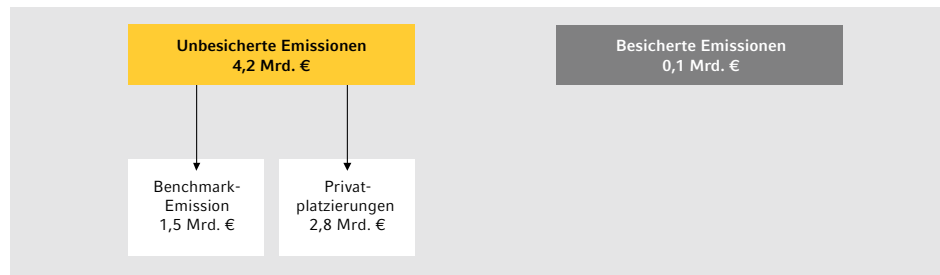 Unbesicherte Emissionen
4,2 Mrd. €
Besicherte Emissionen
0,1 Mrd. €
Benchmark-
Emission
1,5 Mrd. €
Privat-
platzierungen
2,8 Mrd. €